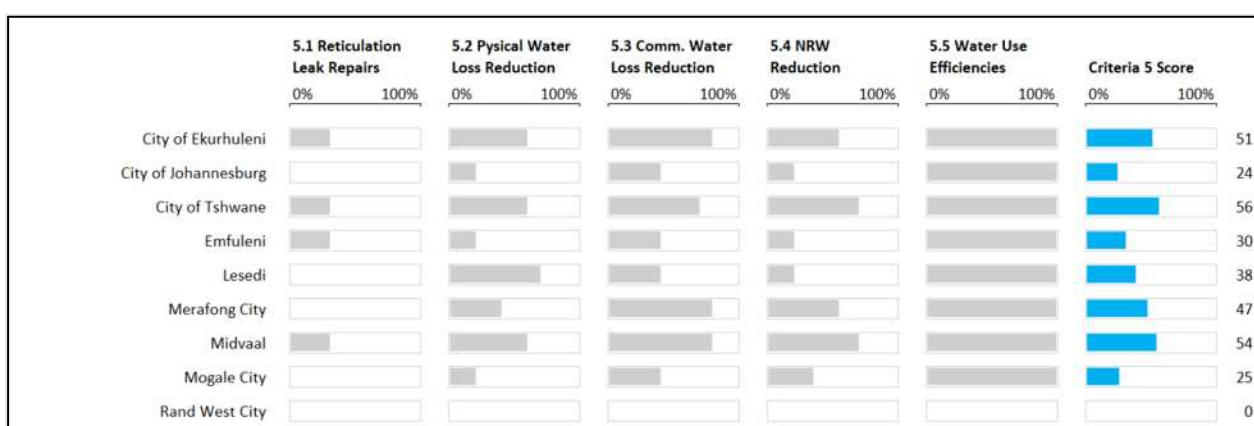 5.1 Reticulation 5.2 Pysical Water 5.3 Comm. Water 5.4 NRW 5.5 Water Use
Leak Repairs Loss Reduction Loss Reduction Reduction Efficiencies Criteria 5 Score
0% 100% 0% 100% 0% 100% 0% 100% 0% 100% 0% 100%
City of Ekurhuleni 51
City of Johannesburg 24
City of Tshwane 56
Emfuleni 30
Lesedi 38
Merafong City 47
Midvaal 54
Mogale City 25
Rand West City 0